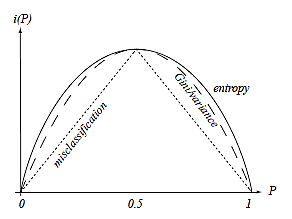 i(P)
entropy
Gini/variance
misclassification
0
0.5
1
P